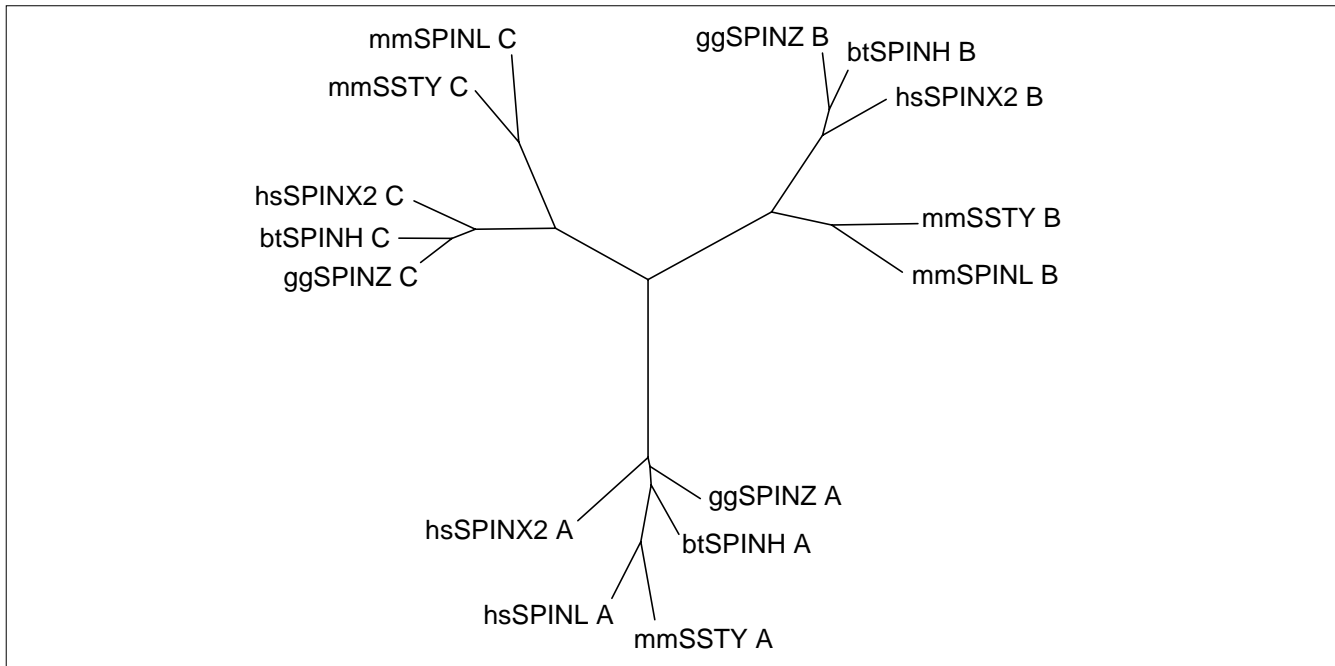 mmSPINL C
ggSPINZ B
btSPINH B
mmSSTY C
hsSPINX2 B
hsSPINX2 C
mmSSTY B
btSPINH C
ggSPINZ C
mmSPINL B
ggSPINZ A
hsSPINX2 A
btSPINH A
hsSPINL A
mmSSTY A